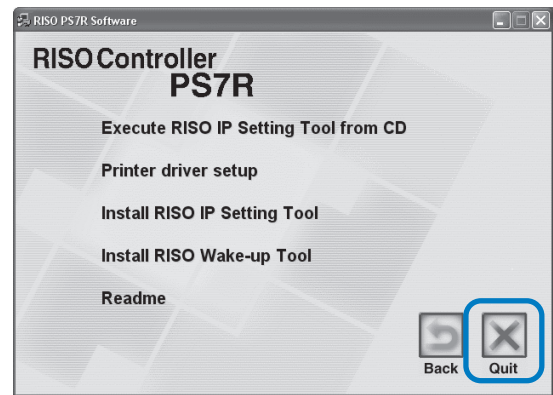 RISO PS7R Software
RISO Controller
PS7R
Execute RISO IP Setting Tool from CD
Printer driver setup
Install RISO IP Setting Tool
Install RISO Wake-up Tool
Readme
Back
Quit